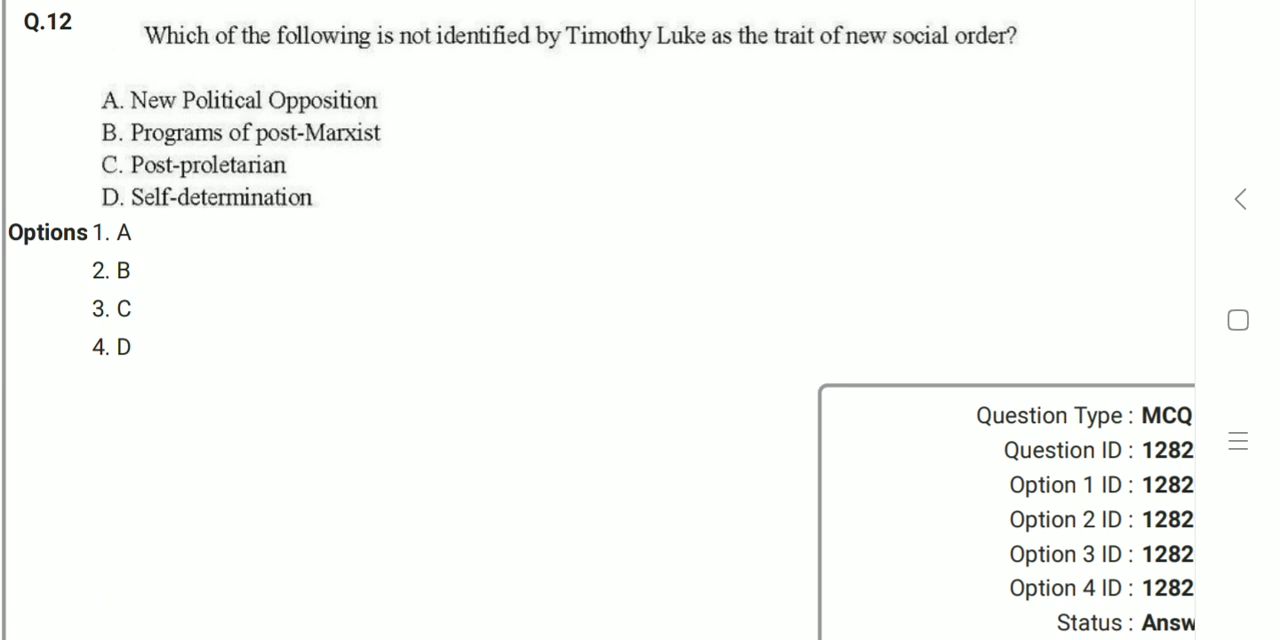 Q.12
Which of the following is not identified by Timothy Luke as the trait of new social order?
A. New Political Opposition
B. Programs of post-Marxist
C. Post-proletarian
D. Self-determination
Options 1. A
2. B
3. C
4. D
Question Type : MCQ
Question ID : 1282
Option 1 ID : 1282
Option 2 ID : 1282
Option 3 ID : 1282
Option 4 ID : 1282
Status : Answ